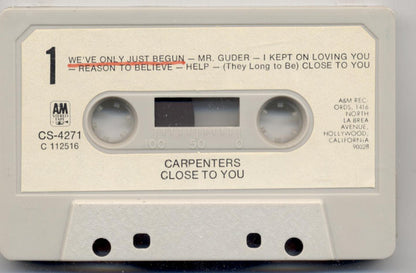 1
WE'VE ONLY JUST BEGUN — MR. GUDER — I KEPT ON LOVING YOU
— REASON TO BELIEVE — HELP — (They Long to Be) CLOSE TO YOU
A&M
CS-4271
C 112516
A&M REC-
ORDS, 1416
NORTH
LA BREA
AVENUE,
HOLLYWOOD,
CALIFORNIA
90028
100 50 0
CARPENTERS
CLOSE TO YOU